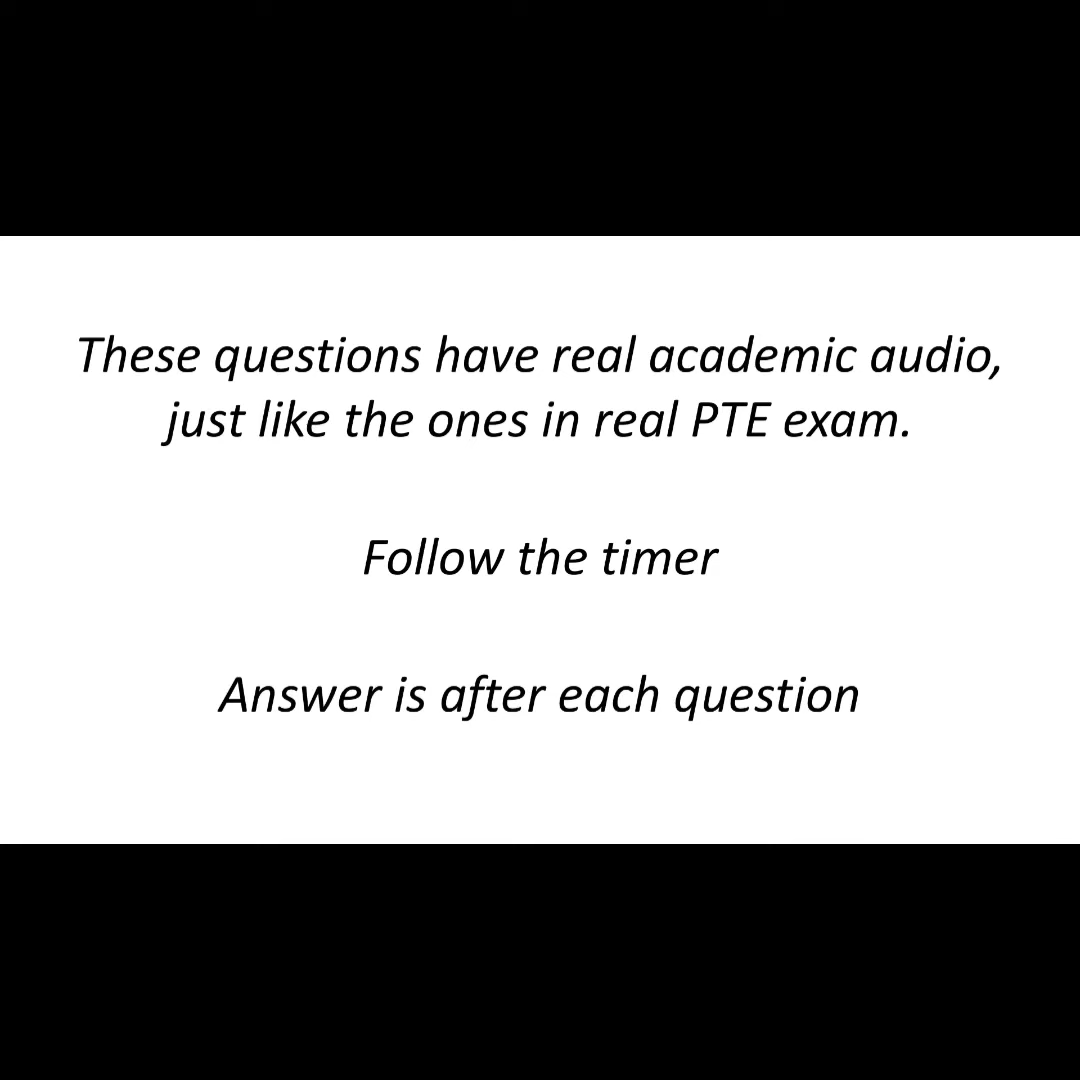 These questions have real academic audio,
just like the ones in real PTE exam.
Follow the timer
Answer is after each question